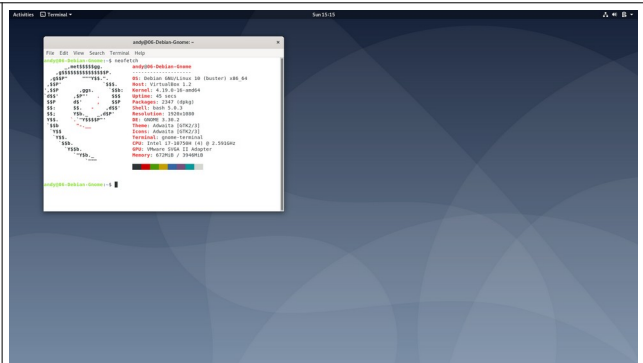 Activities Terminal Sun 15:15
andy@06-Debian-Gnome: ~
File Edit View Search Terminal Help
andy@06-Debian-Gnome:~$ neofetch
andy@06-Debian-Gnome
--------------------
OS: Debian GNU/Linux 10 (buster) x86_64
Host: VirtualBox 1.2
Kernel: 4.19.0-16-amd64
Uptime: 45 secs
Packages: 2347 (dpkg)
Shell: bash 5.0.3
Resolution: 1920x1080
DE: GNOME 3.30.2
Theme: Adwaita [GTK2/3]
Icons: Adwaita [GTK2/3]
Terminal: gnome-terminal
CPU: Intel i7-10750H (4) @ 2.591GHz
GPU: VMware SVGA II Adapter
Memory: 672MiB / 3948MiB
andy@06-Debian-Gnome:~$